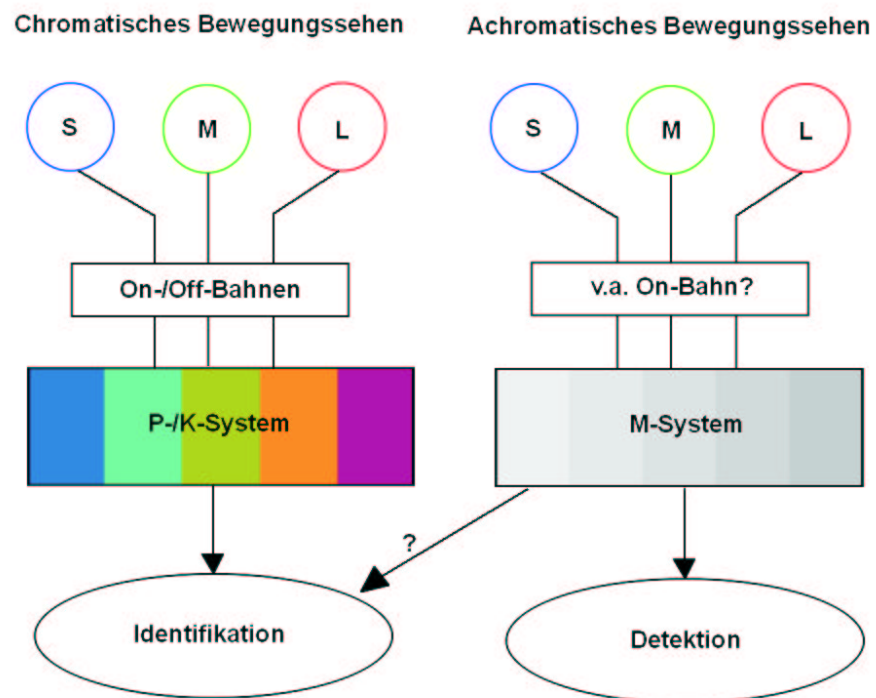 Chromatisches Bewegungssehen
Achromatisches Bewegungssehen
S M L
S M L
On-/Off-Bahnen
v.a. On-Bahn?
P-/K-System
M-System
?
Identifikation
Detektion